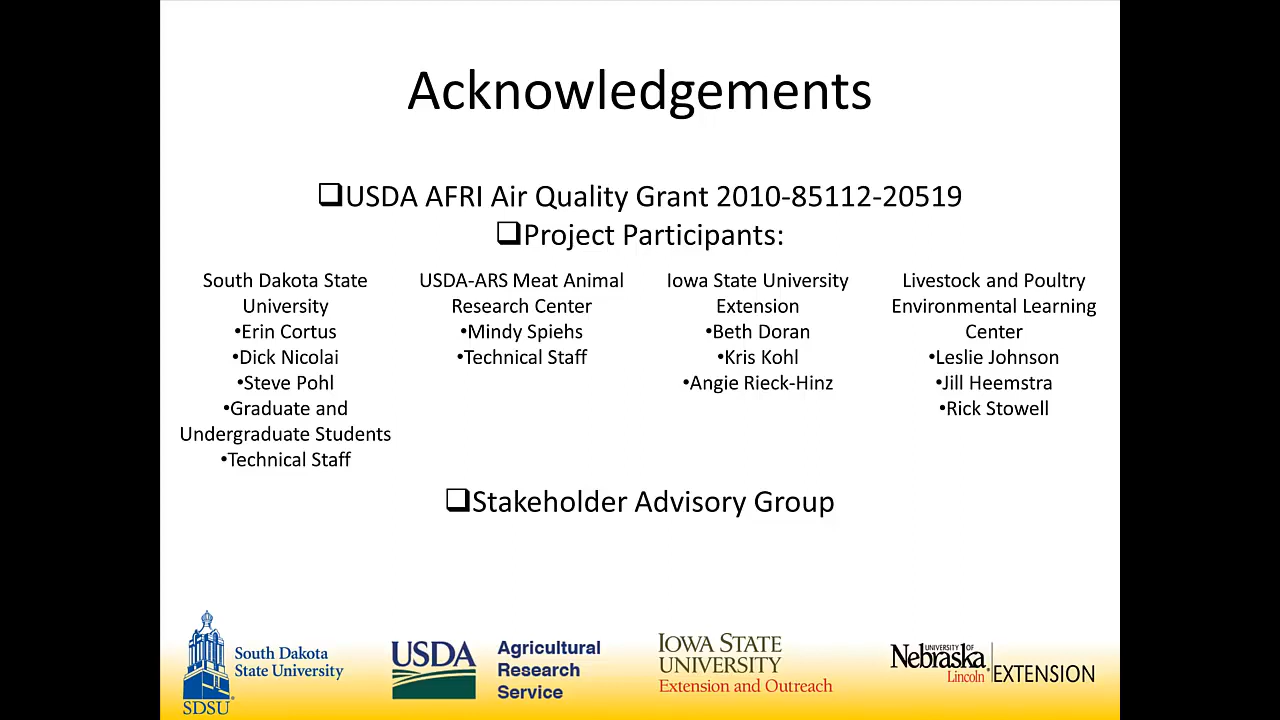 Acknowledgements
❑USDA AFRI Air Quality Grant 2010-85112-20519
❑Project Participants:
South Dakota State
University
•Erin Cortus
•Dick Nicolai
•Steve Pohl
•Graduate and
Undergraduate Students
•Technical Staff
USDA-ARS Meat Animal
Research Center
•Mindy Spiehs
•Technical Staff
Iowa State University
Extension
•Beth Doran
•Kris Kohl
•Angie Rieck-Hinz
Livestock and Poultry
Environmental Learning
Center
•Leslie Johnson
•Jill Heemstra
•Rick Stowell
❑Stakeholder Advisory Group
SDSU
South Dakota
State University
USDA
Agricultural
Research
Service
IOWA STATE
UNIVERSITY
Extension and Outreach
UNIVERSITY OF
Nebraska
Lincoln
EXTENSION